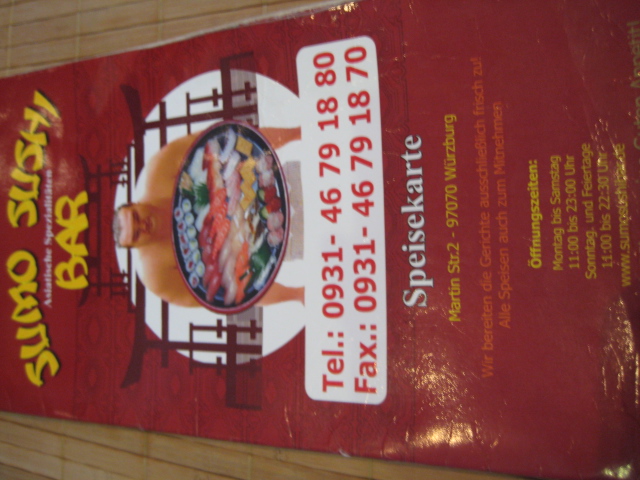 SUMO SUSHI
Asiatische Spezialitäten
BAR
Tel.: 0931- 46 79 18 80
Fax.: 0931- 46 79 18 70
Speisekarte
Martin Str.2 - 97070 Würzburg
Wir bereiten die Gerichte ausschließlich frisch zu!
Alle Speisen auch zum Mitnehmen
Öffnungszeiten:
Montag bis Samstag
11:00 bis 23:00 Uhr
Sonntag. und Feiertage
11:00 bis 22:30 Uhr